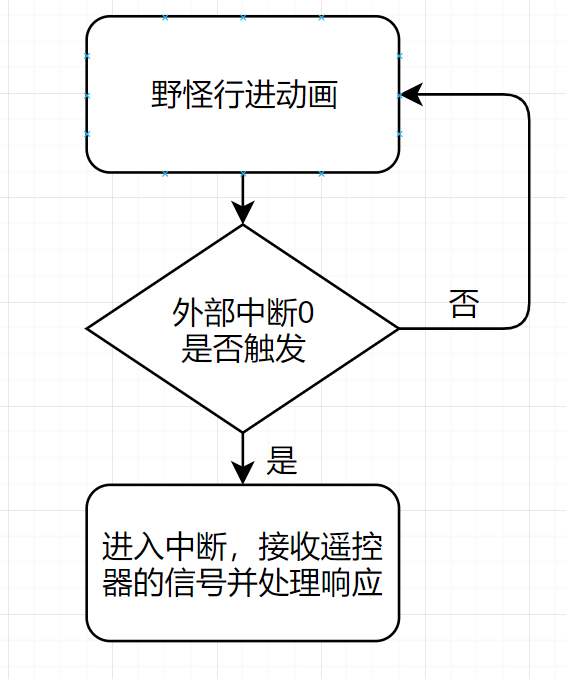 野怪行进动画
外部中断0
是否触发
否
是
进入中断，接收遥控
器的信号并处理响应